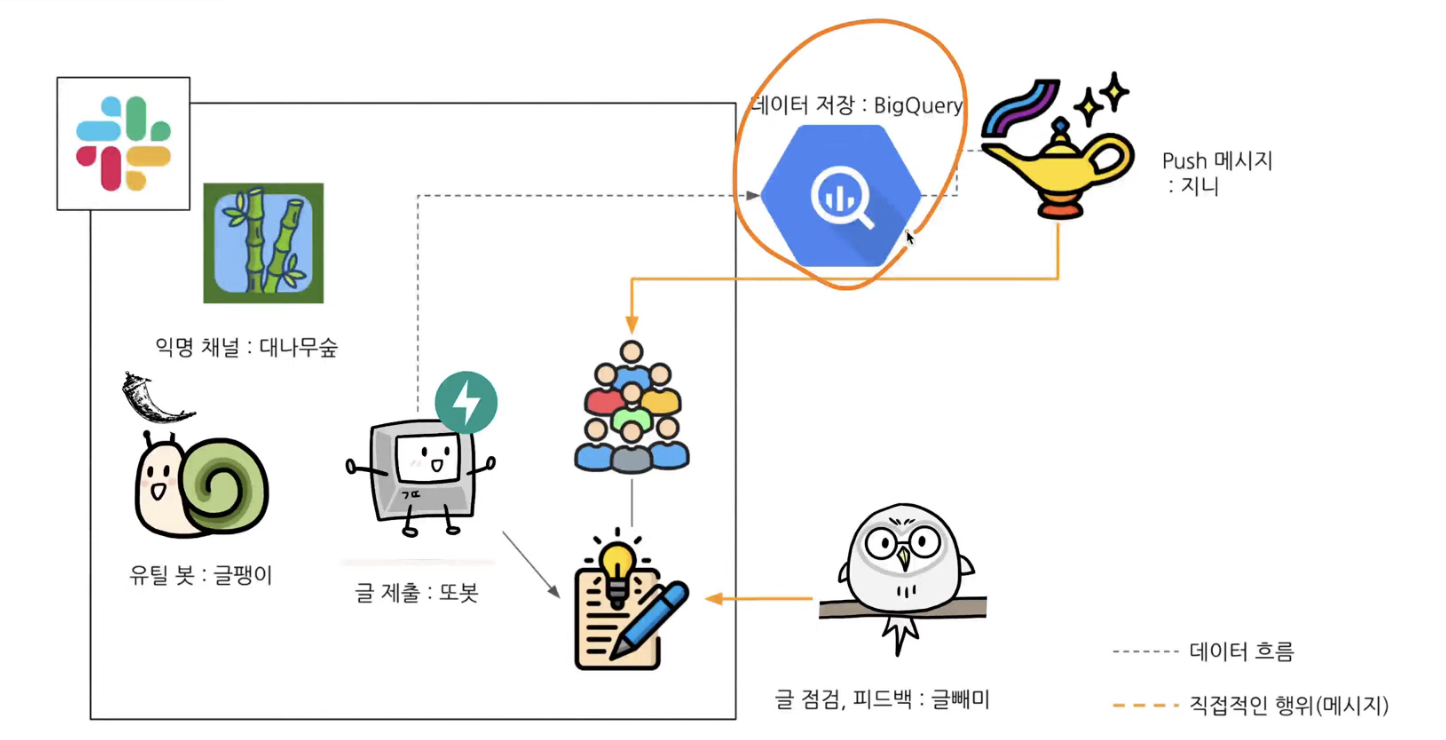 데이터 저장 : BigQuery
Push 메시지
: 지니
익명 채널 : 대나무숲
ㄱㄸ
유틸 봇 : 글팽이
글 제출 : 또봇
글 점검, 피드백 : 글빼미
데이터 흐름
직접적인 행위(메시지)